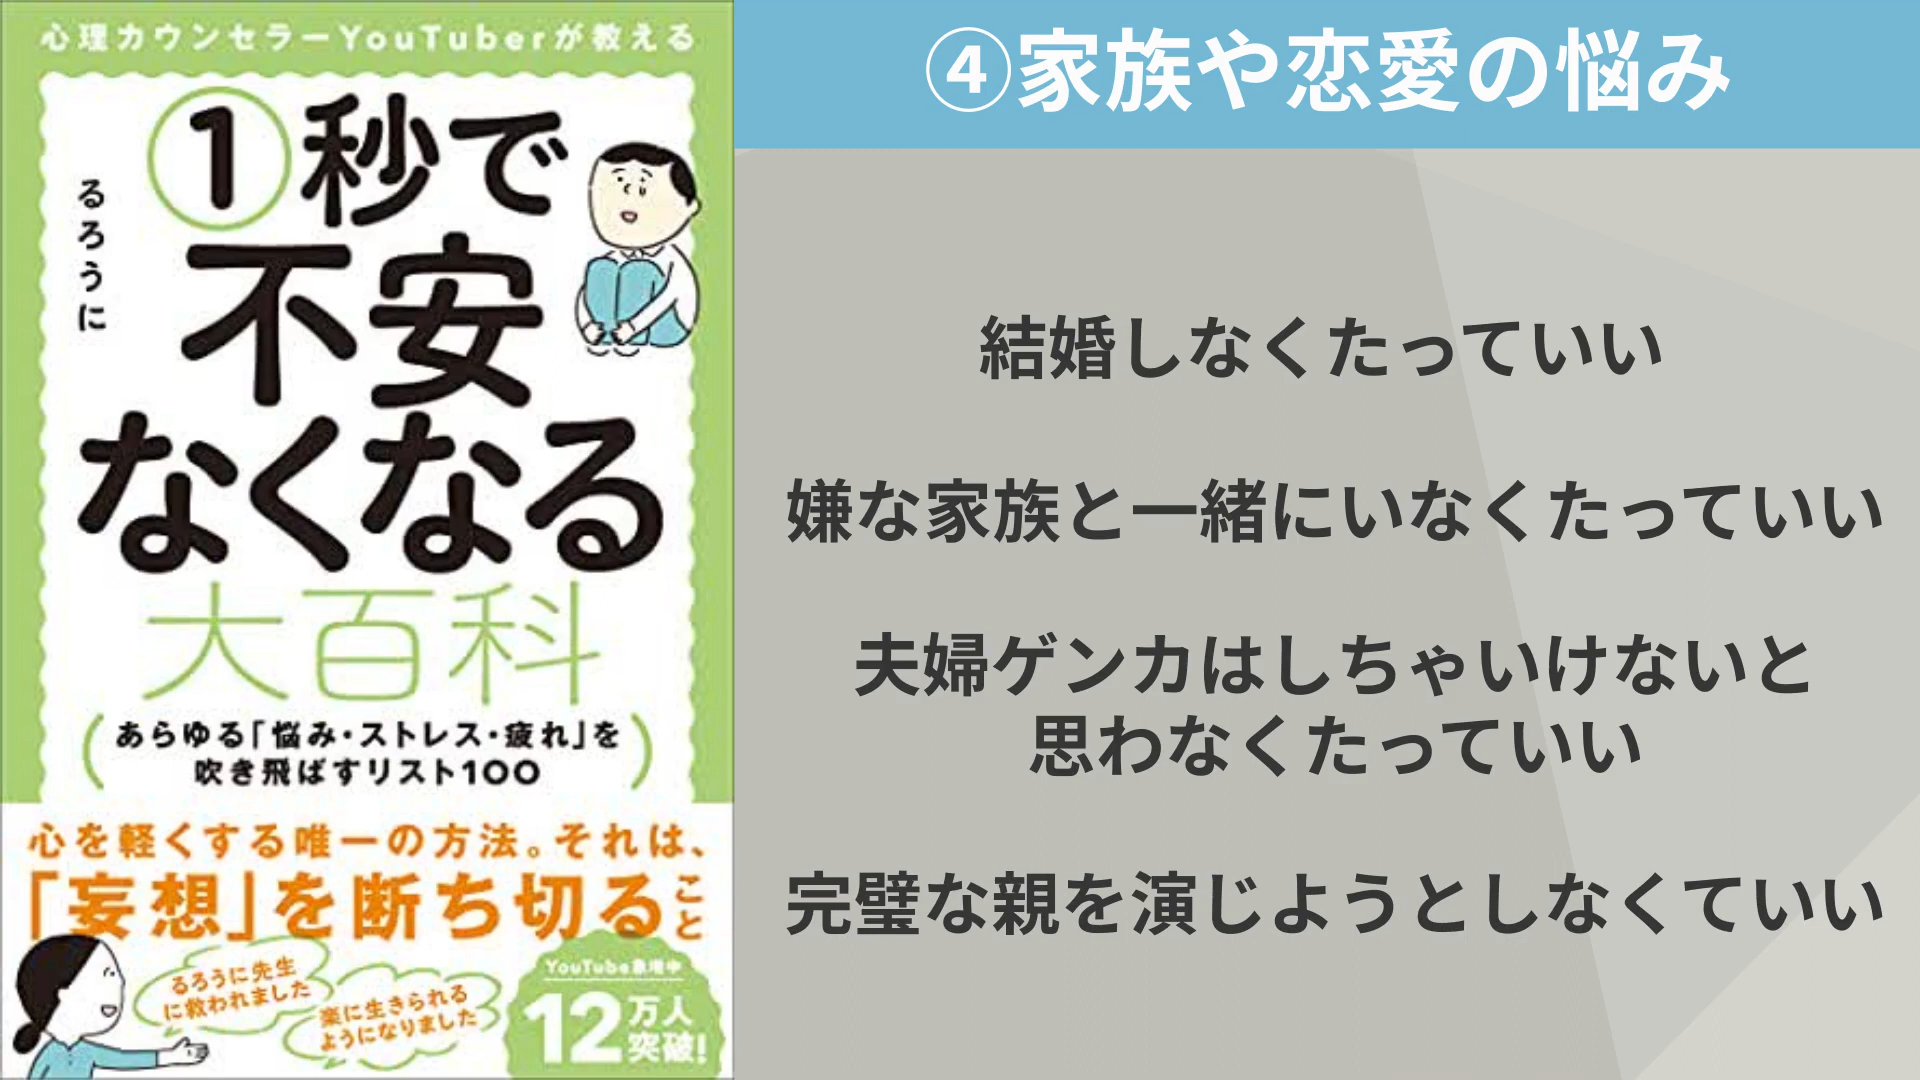 心理カウンセラーYouTuberが教える
①秒で
不安
なくなる
大百科
るろうに
(あらゆる「悩み・ストレス・疲れ」を
吹き飛ばすリスト100)
心を軽くする唯一の方法。それは、
「妄想」を断ち切ること
るろうに先生
に救われました
楽に生きられる
ようになりました
YouTube急増中
12万人
突破!
④家族や恋愛の悩み
結婚しなくたっていい
嫌な家族と一緒にいなくたっていい
夫婦ゲンカはしちゃいけないと
思わなくたっていい
完璧な親を演じようとしなくていい